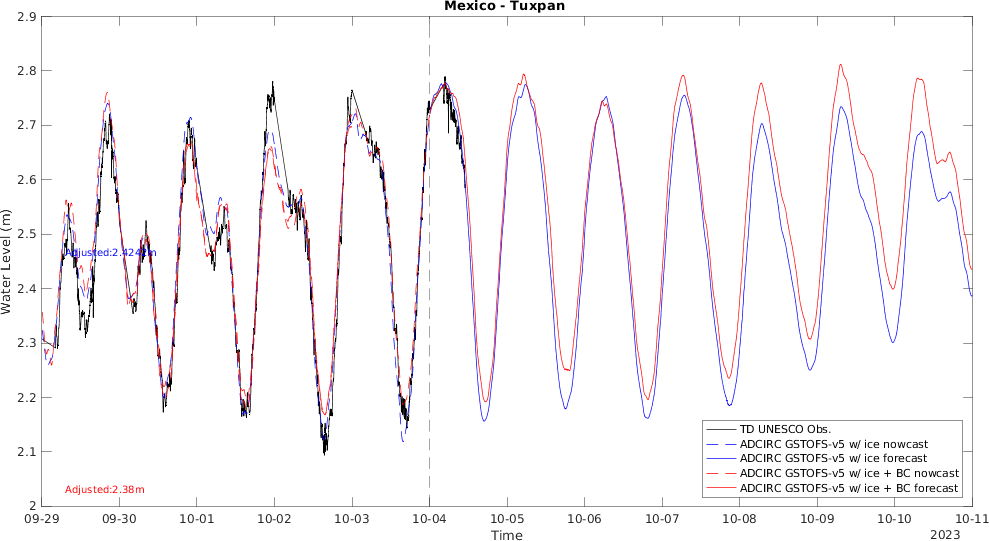 Mexico - Tuxpan
Water Level (m)
2.9
2.8
2.7
2.6
2.5
2.4
2.3
2.2
2.1
2
Adjusted:2.4242m
Adjusted:2.38m
TD UNESCO Obs.
ADCIRC GSTOFS-v5 w/ ice nowcast
ADCIRC GSTOFS-v5 w/ ice forecast
ADCIRC GSTOFS-v5 w/ ice + BC nowcast
ADCIRC GSTOFS-v5 w/ ice + BC forecast
09-29 09-30 10-01 10-02 10-03 10-04 10-05 10-06 10-07 10-08 10-09 10-10 10-11
Time
2023